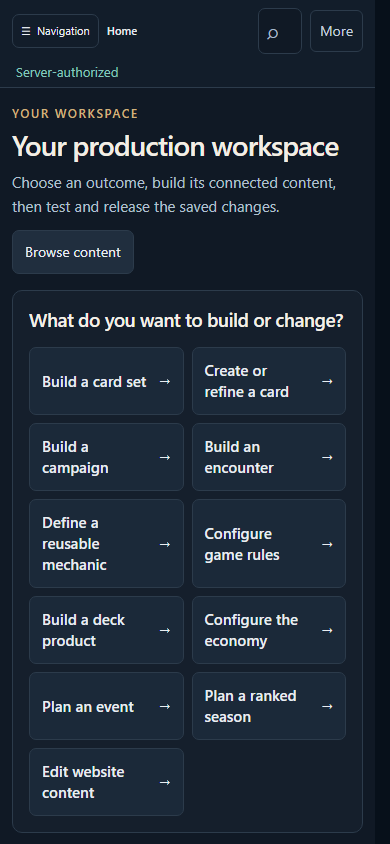 ☰ Navigation Home
⌕ More
Server-authorized
YOUR WORKSPACE
Your production workspace
Choose an outcome, build its connected content,
then test and release the saved changes.
Browse content
What do you want to build or change?
Build a card set →
Create or
refine a card →
Build a
campaign →
Build an
encounter →
Define a
reusable
mechanic →
Configure
game rules →
Build a deck
product →
Configure the
economy →
Plan an event →
Plan a ranked
season →
Edit website
content →